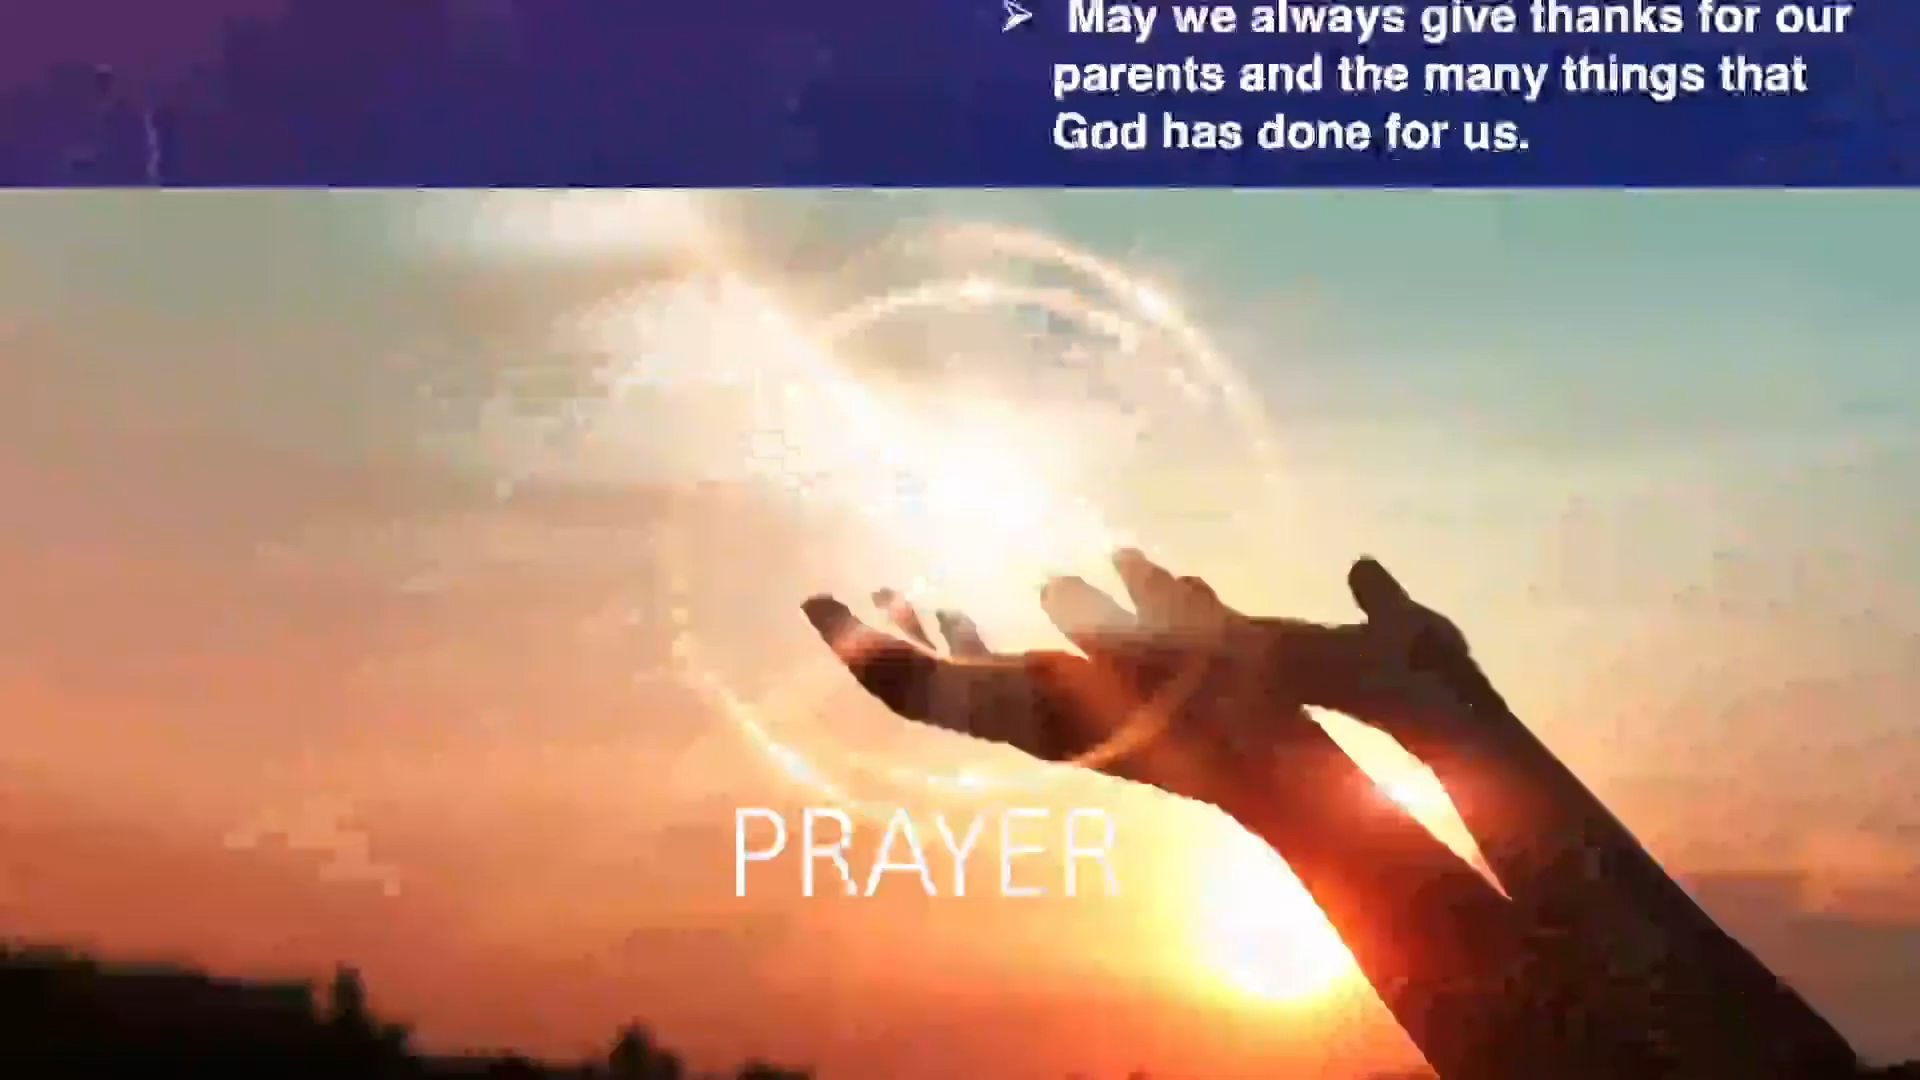 ➢ May we always give thanks for our
parents and the many things that
God has done for us.
PRAYER